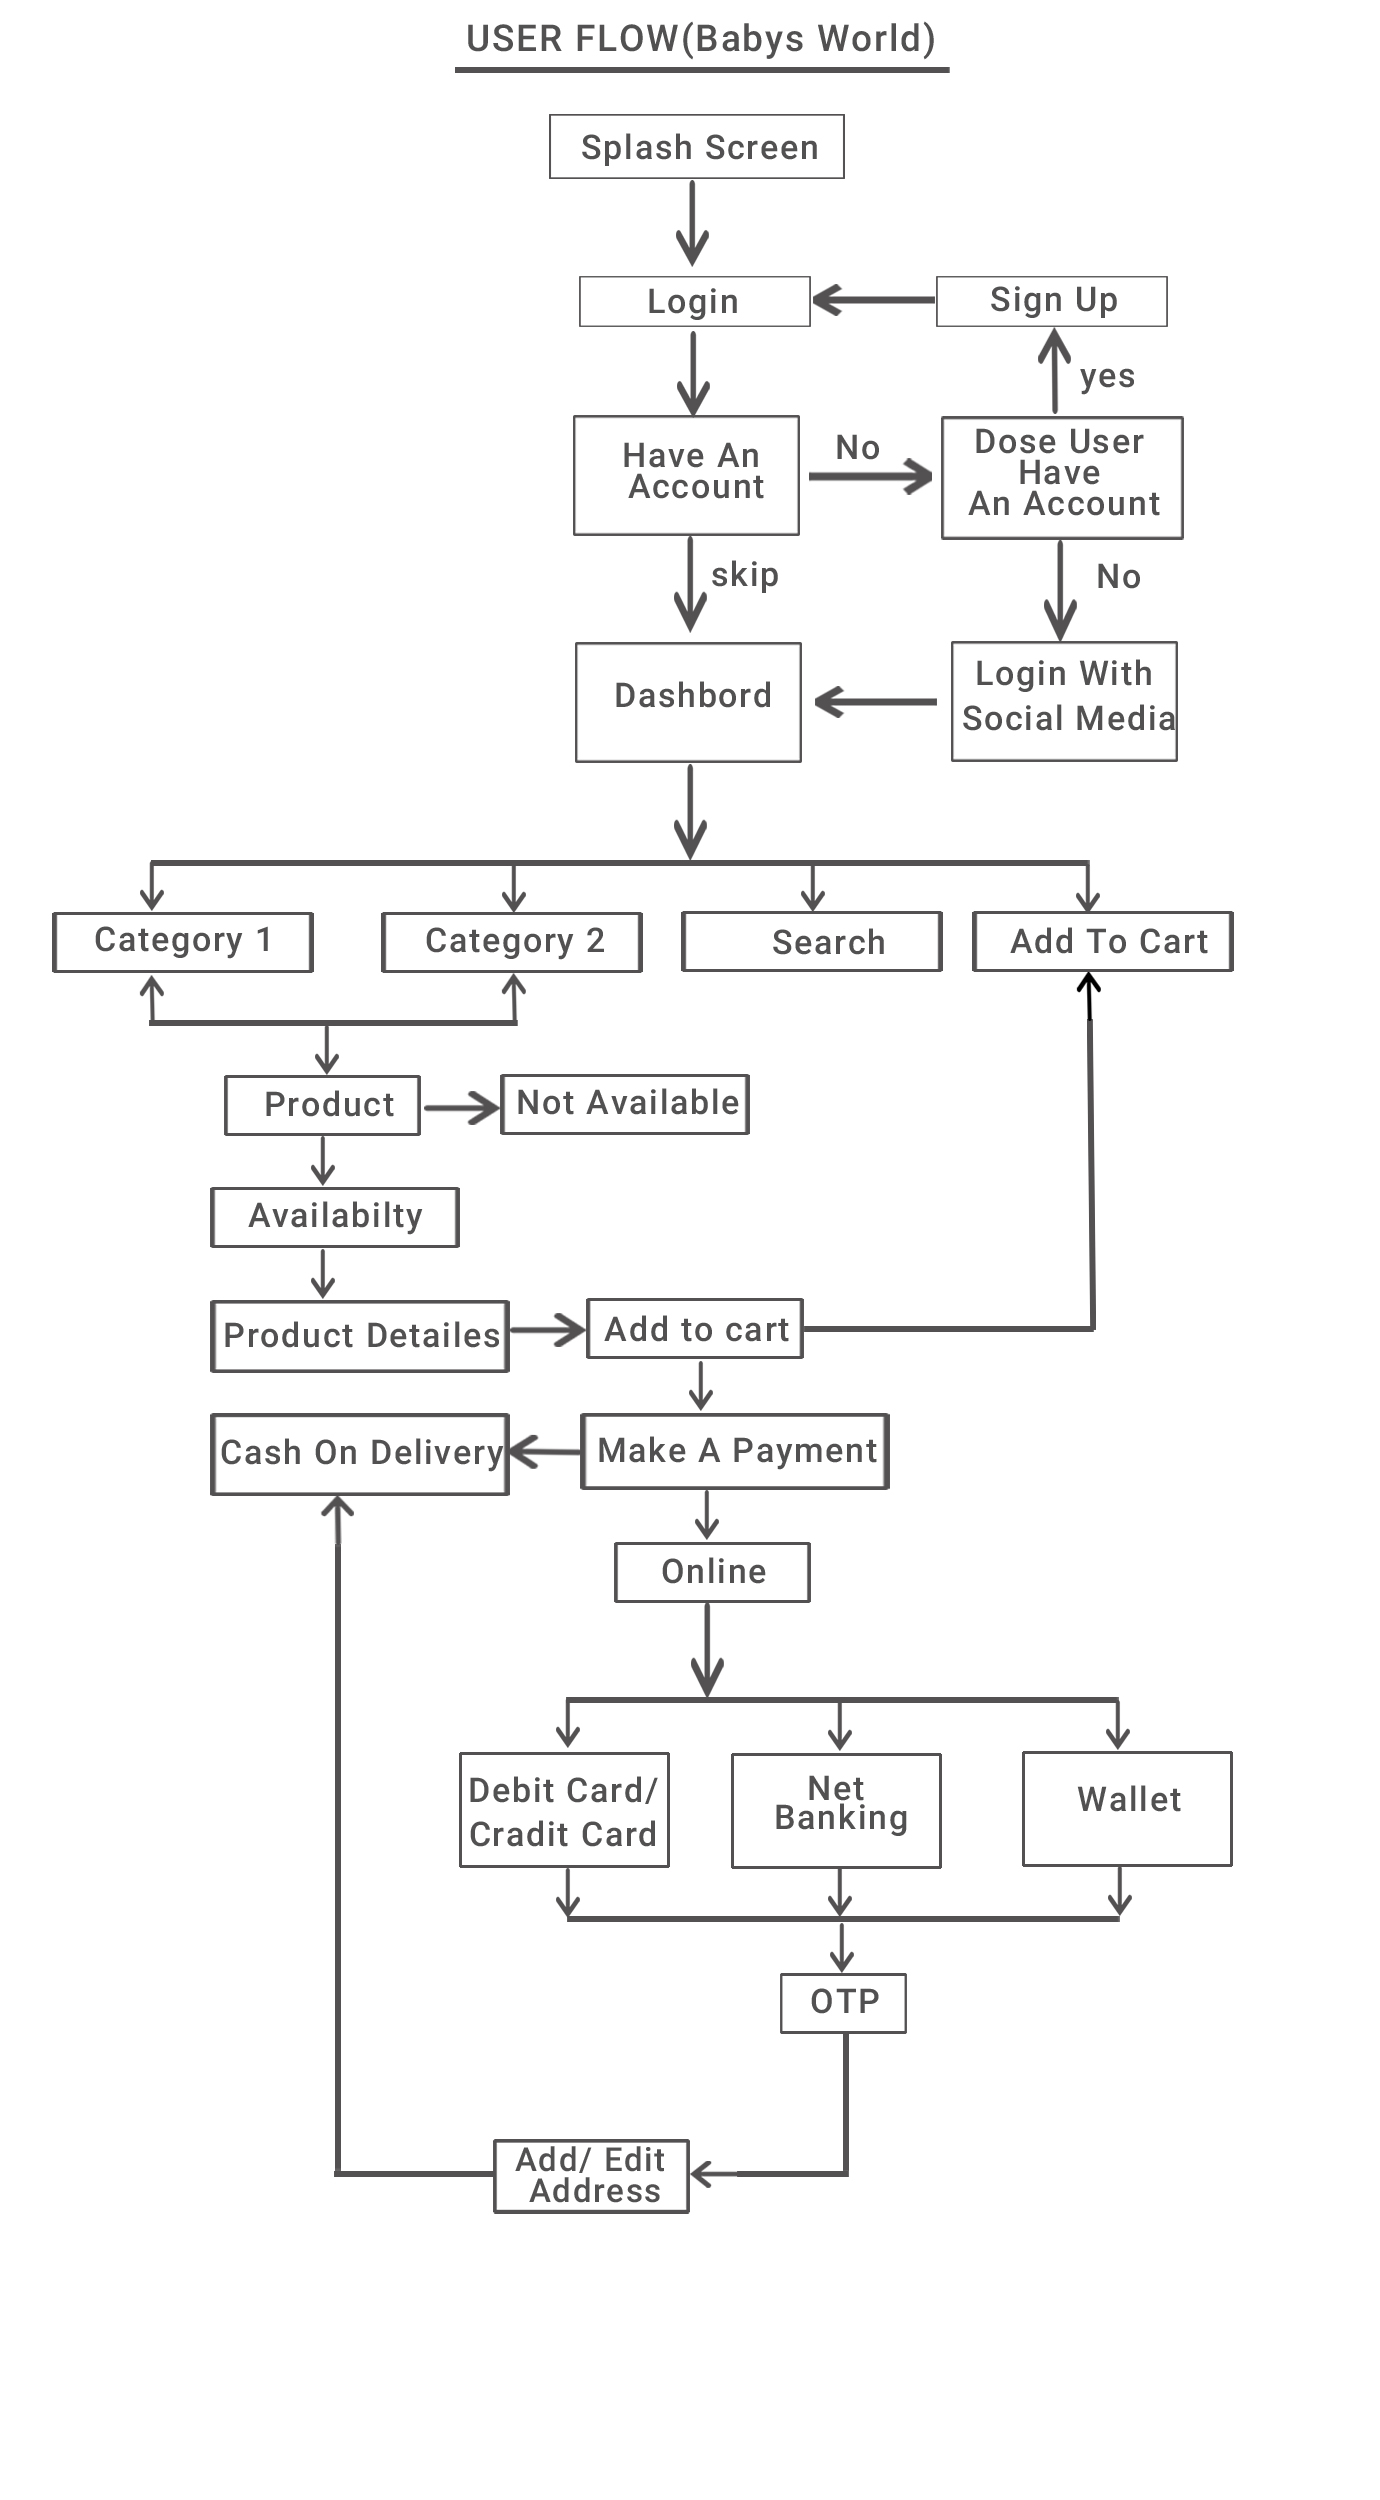 USER FLOW(Babys World)
Splash Screen
Login
Sign Up
yes
Have An
Account
No
Dose User
Have
An Account
skip
No
Dashbord
Login With
Social Media
Category 1
Category 2
Search
Add To Cart
Product
Not Available
Availabilty
Product Detailes
Add to cart
Cash On Delivery
Make A Payment
Online
Debit Card/
Cradit Card
Net
Banking
Wallet
OTP
Add/ Edit
Address